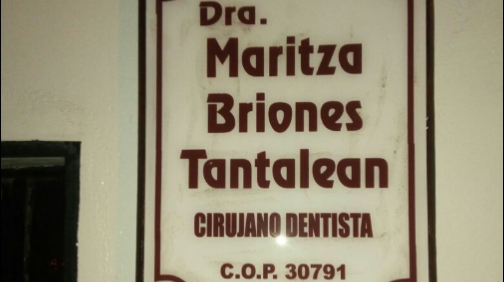 Dra.
Maritza
Briones
Tantalean
CIRUJANO DENTISTA
C.O.P. 30791